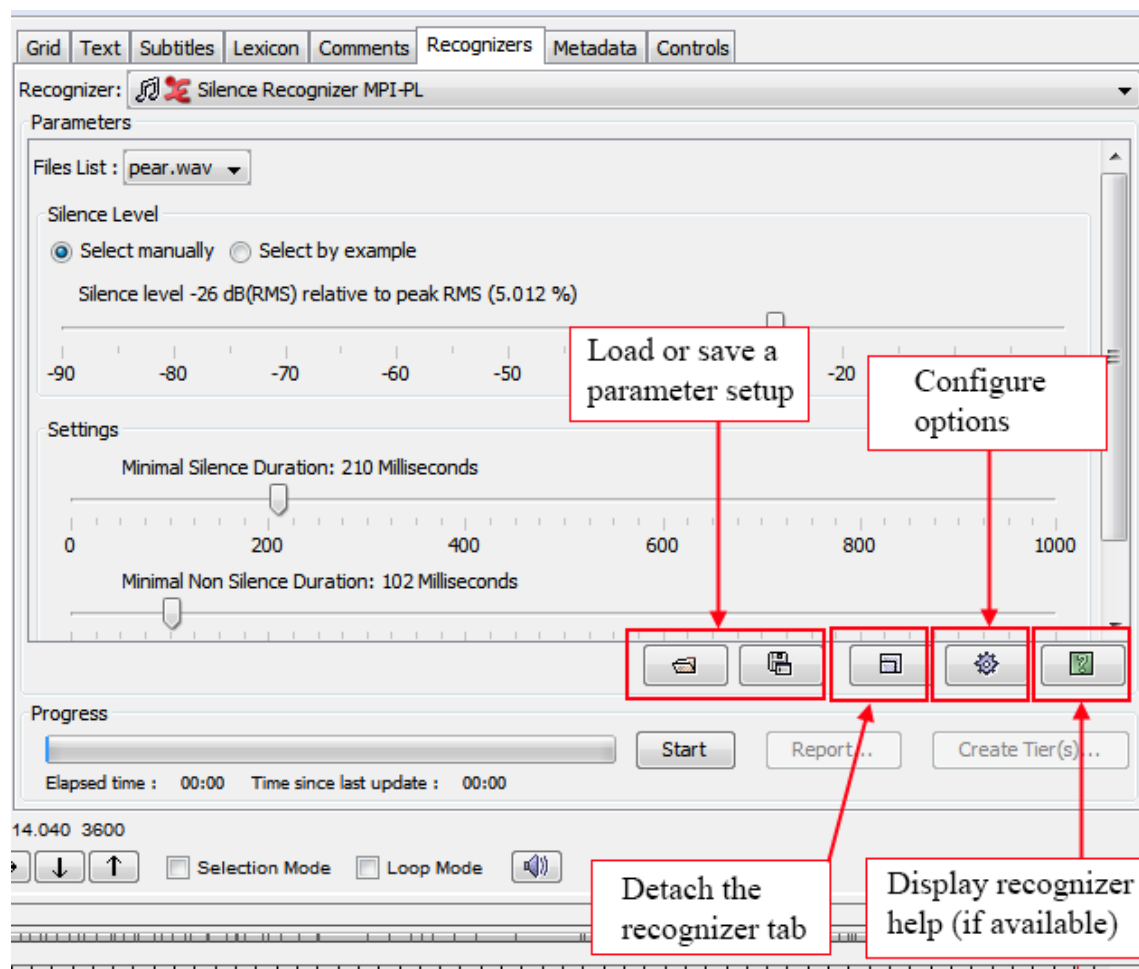 Grid Text Subtitles Lexicon Comments Recognizers Metadata Controls
Recognizer: Silence Recognizer MPI-PL
Parameters
Files List : pear.wav
Silence Level
Select manually Select by example
Silence level -26 dB(RMS) relative to peak RMS (5.012 %)
-90 -80 -70 -60 -50 -20
Load or save a
parameter setup
Configure
options
Settings
Minimal Silence Duration: 210 Milliseconds
0 200 400 600 800 1000
Minimal Non Silence Duration: 102 Milliseconds
Progress
Start Report... Create Tier(s)...
Elapsed time : 00:00 Time since last update : 00:00
14.040 3600
Selection Mode Loop Mode
Detach the
recognizer tab
Display recognizer
help (if available)